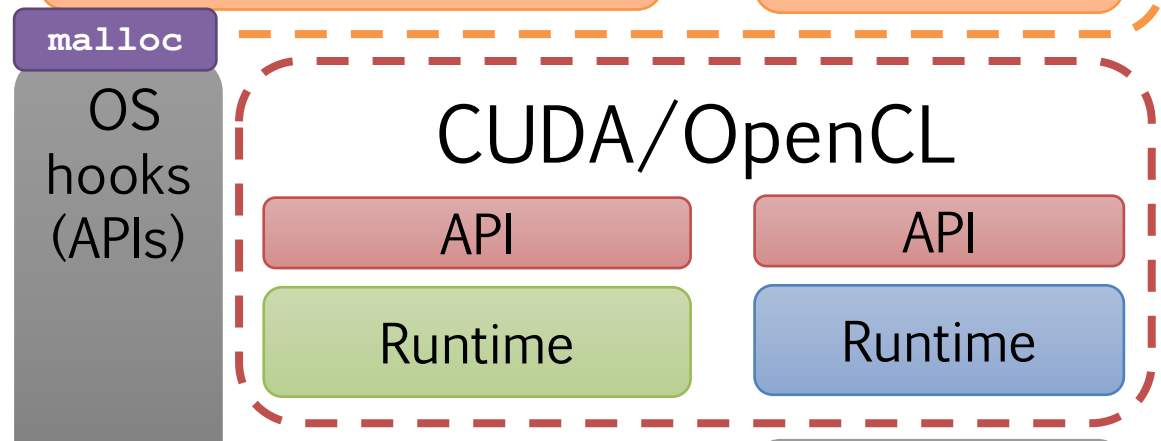 malloc
OS
hooks
(APIs)
CUDA/OpenCL
API
API
Runtime
Runtime